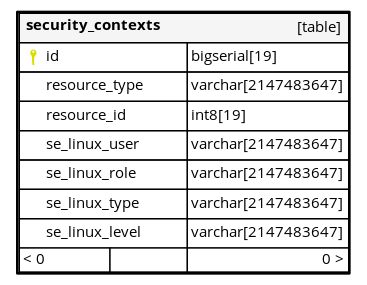 security_contexts [table]
id bigserial[19]
resource_type varchar[2147483647]
resource_id int8[19]
se_linux_user varchar[2147483647]
se_linux_role varchar[2147483647]
se_linux_type varchar[2147483647]
se_linux_level varchar[2147483647]
< 0 0 >